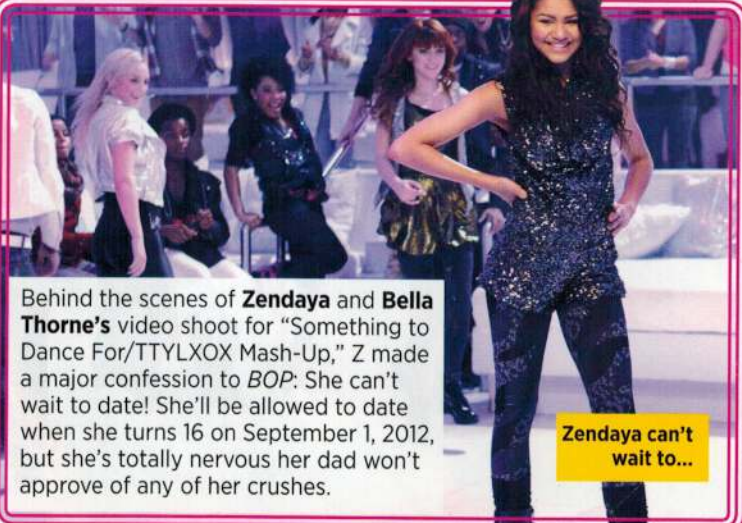 Behind the scenes of Zendaya and Bella
Thorne's video shoot for "Something to
Dance For/TTYLXOX Mash-Up," Z made
a major confession to BOP: She can't
wait to date! She'll be allowed to date
when she turns 16 on September 1, 2012,
but she's totally nervous her dad won't
approve of any of her crushes.
Zendaya can't
wait to...